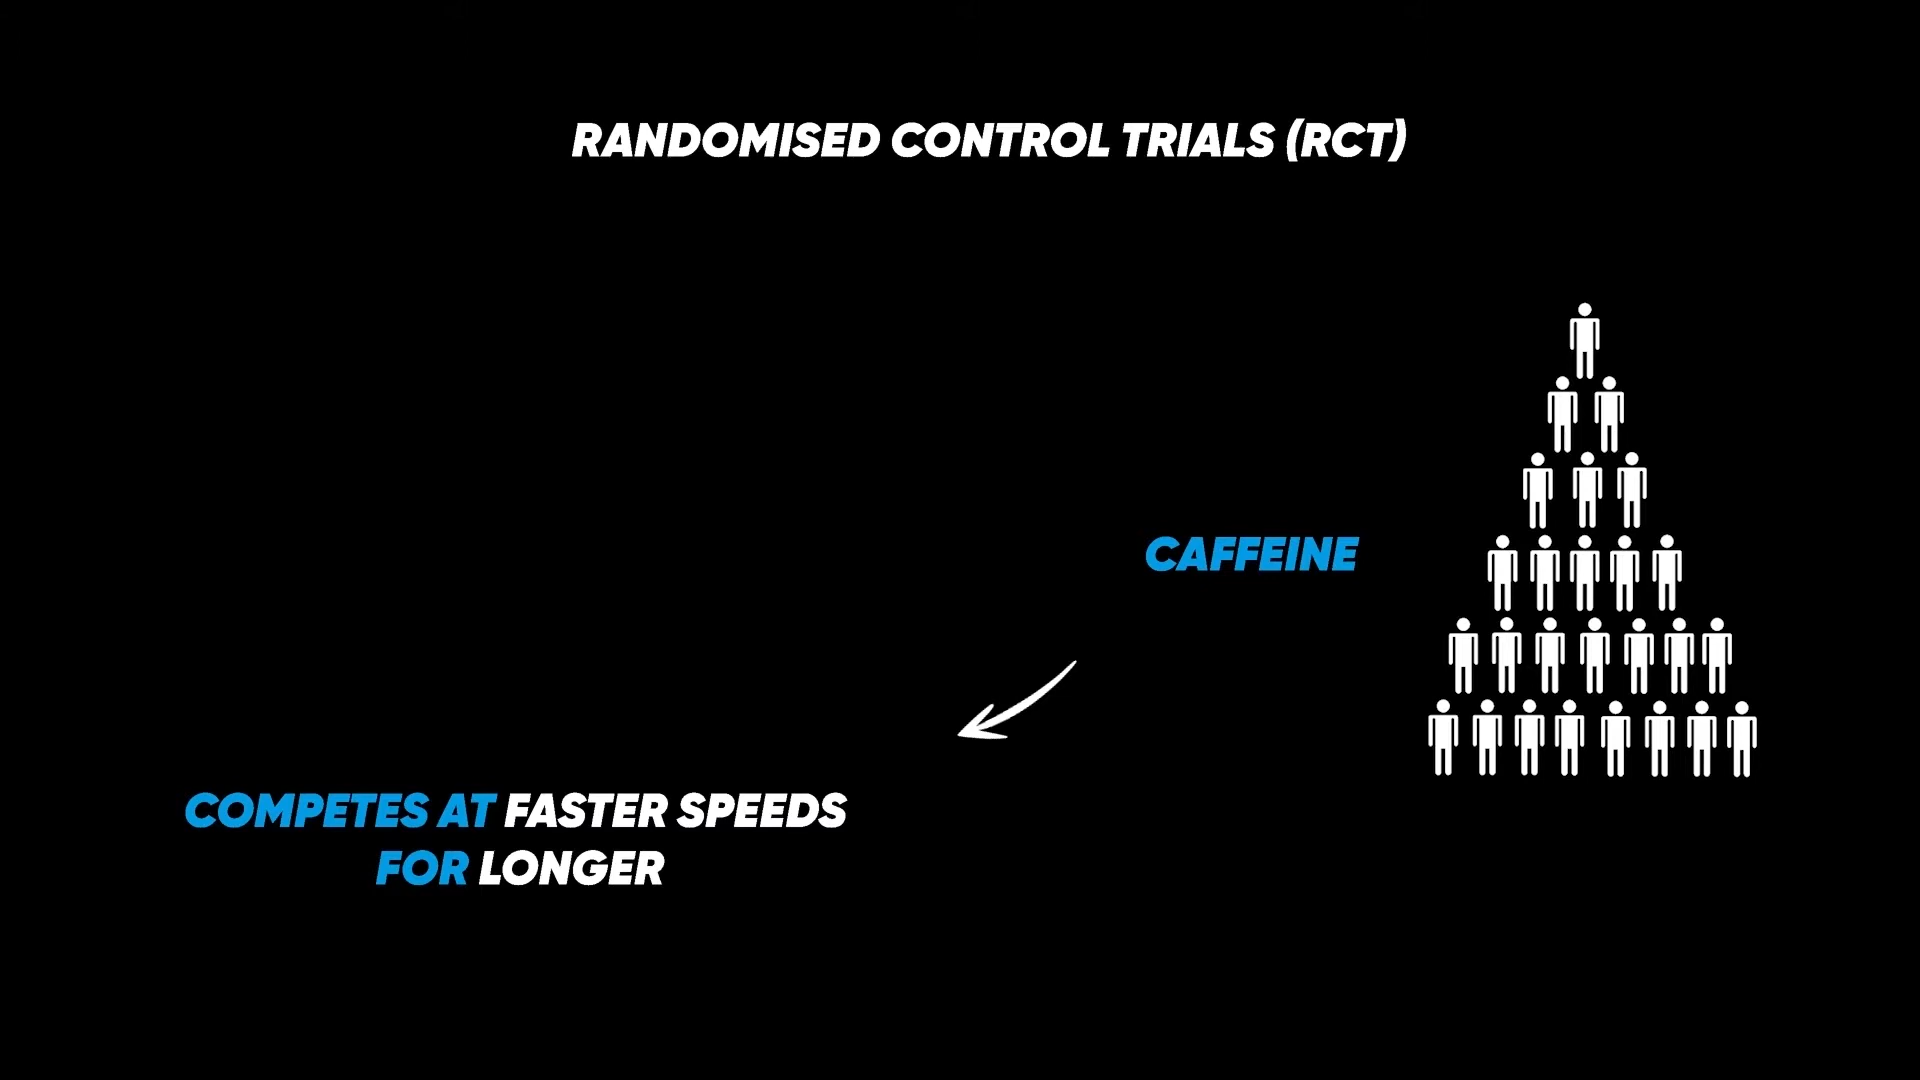 RANDOMISED CONTROL TRIALS (RCT)
CAFFEINE
COMPETES AT FASTER SPEEDS
FOR LONGER